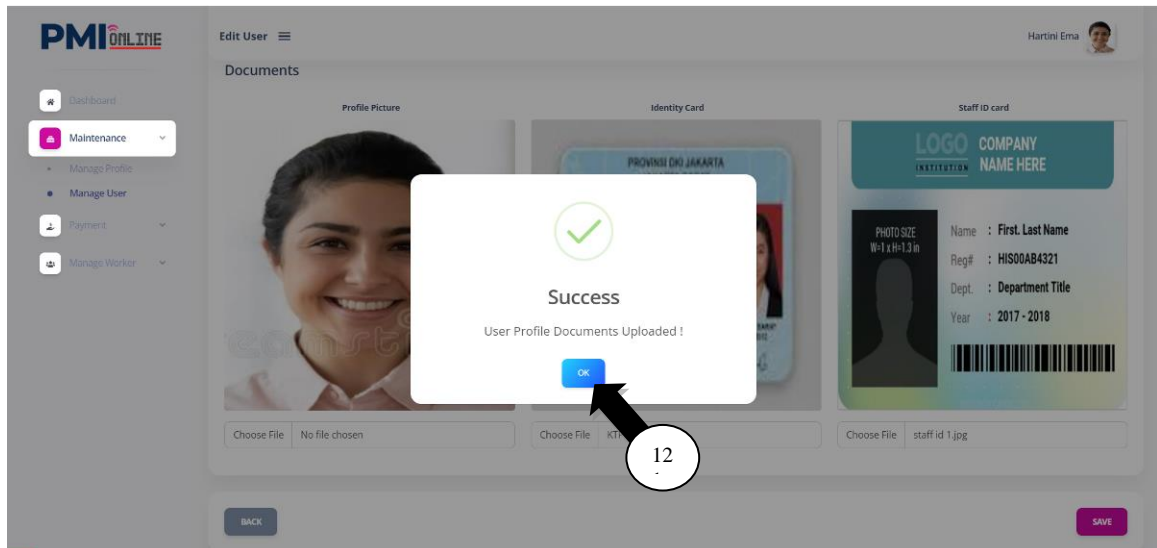 PMI ONLINE
Edit User
Hartini Ema
Documents
Dashboard
Maintenance
Manage Profile
Manage User
Payment
Manage Worker
Profile Picture
Identity Card
Staff ID card
PROVINSI DKI JAKARTA
LOGO
INSTITUTION
COMPANY
NAME HERE
PHOTO SIZE
W=1 x H=1.3 in
Name : First. Last Name
Reg# : HIS00AB4321
Dept. : Department Title
Year : 2017 - 2018
Success
User Profile Documents Uploaded !
OK
Choose File No file chosen
Choose File
Choose File staff id 1.jpg
12
BACK
SAVE